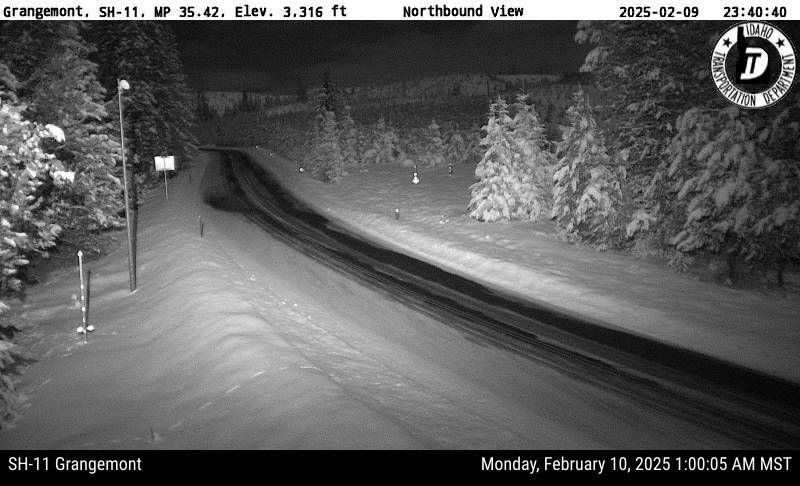 Grangemont, SH-11, MP 35.42, Elev. 3,316 ft Northbound View 2025-02-09 23:40:40
IDAHO
TRANSPORTATION DEPARTMENT
SH-11 Grangemont Monday, February 10, 2025 1:00:05 AM MST